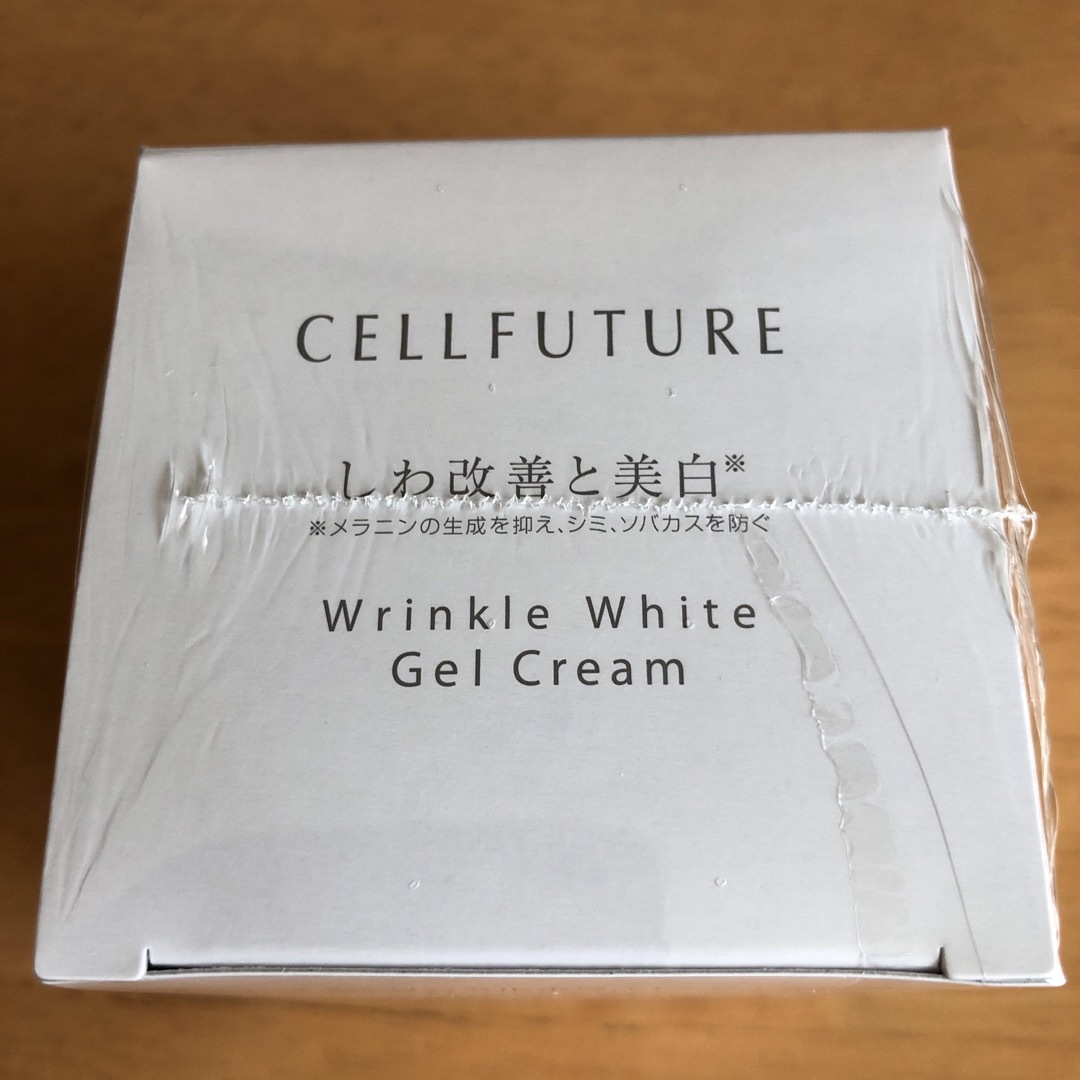 CELLFUTURE
しわ改善と美白※
※メラニンの生成を抑え、シミ、ソバカスを防ぐ
Wrinkle White
Gel Cream